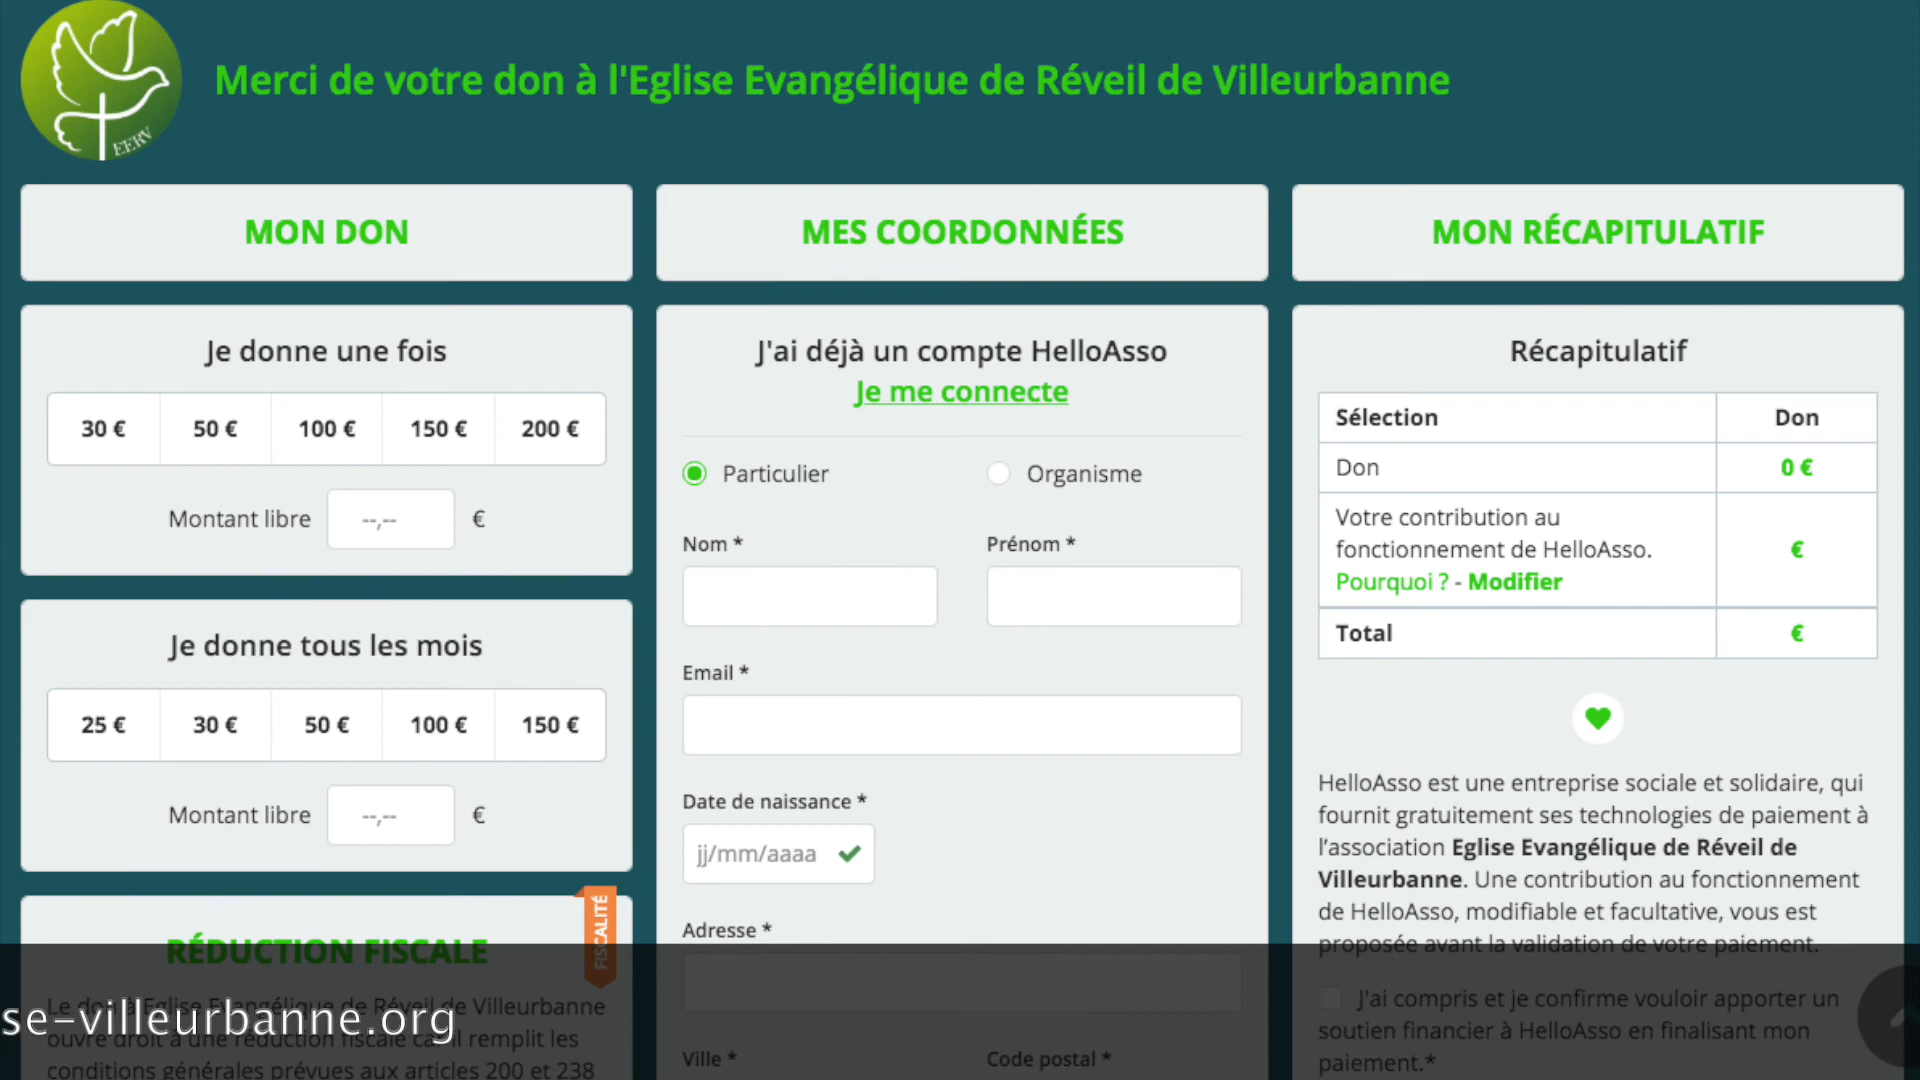 EERV
Merci de votre don à l'Eglise Evangélique de Réveil de Villeurbanne
MON DON
Je donne une fois
30 € 50 € 100 € 150 € 200 €
Montant libre --,-- €
Je donne tous les mois
25 € 30 € 50 € 100 € 150 €
Montant libre --,-- €
FISCALITÉ
RÉDUCTION FISCALE
Le don à Eglise Evangélique de Réveil de Villeurbanne
ouvre droit à une réduction fiscale car il remplit les
conditions générales prévues aux articles 200 et 238
MES COORDONNÉES
J'ai déjà un compte HelloAsso
Je me connecte
Particulier Organisme
Nom * Prénom *
Email *
Date de naissance *
jj/mm/aaaa
Adresse *
Ville * Code postal *
MON RÉCAPITULATIF
Récapitulatif
Sélection Don
Don 0 €
Votre contribution au
fonctionnement de HelloAsso. €
Pourquoi ? - Modifier
Total €
HelloAsso est une entreprise sociale et solidaire, qui
fournit gratuitement ses technologies de paiement à
l’association Eglise Evangélique de Réveil de
Villeurbanne. Une contribution au fonctionnement
de HelloAsso, modifiable et facultative, vous est
proposée avant la validation de votre paiement.
J'ai compris et je confirme vouloir apporter un
soutien financier à HelloAsso en finalisant mon
paiement.*
se-villeurbanne.org